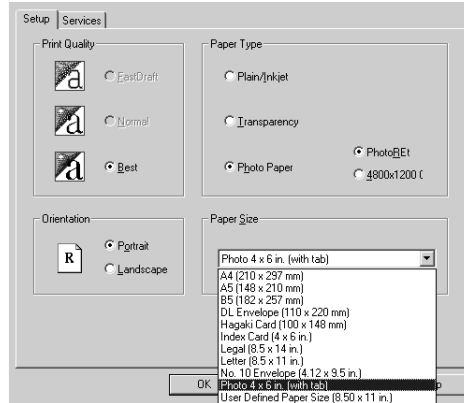 Setup Services
Print Quality
a EastDraft
a Normal
a Best
Paper Type
Plain/Inkjet
Transparency
Photo Paper
PhotoREt
4800x1200 (
Orientation
R Portrait
Landscape
Paper Size
Photo 4 x 6 in. (with tab)
A4 (210 x 297 mm)
A5 (148 x 210 mm)
B5 (182 x 257 mm)
DL Envelope (110 x 220 mm)
Hagaki Card (100 x 148 mm)
Index Card (4 x 6 in.)
Legal (8.5 x 14 in.)
Letter (8.5 x 11 in.)
No. 10 Envelope (4.12 x 9.5 in.)
OK Photo 4 x 6 in. (with tab) p
User Defined Paper Size (8.50 x 11 in.)